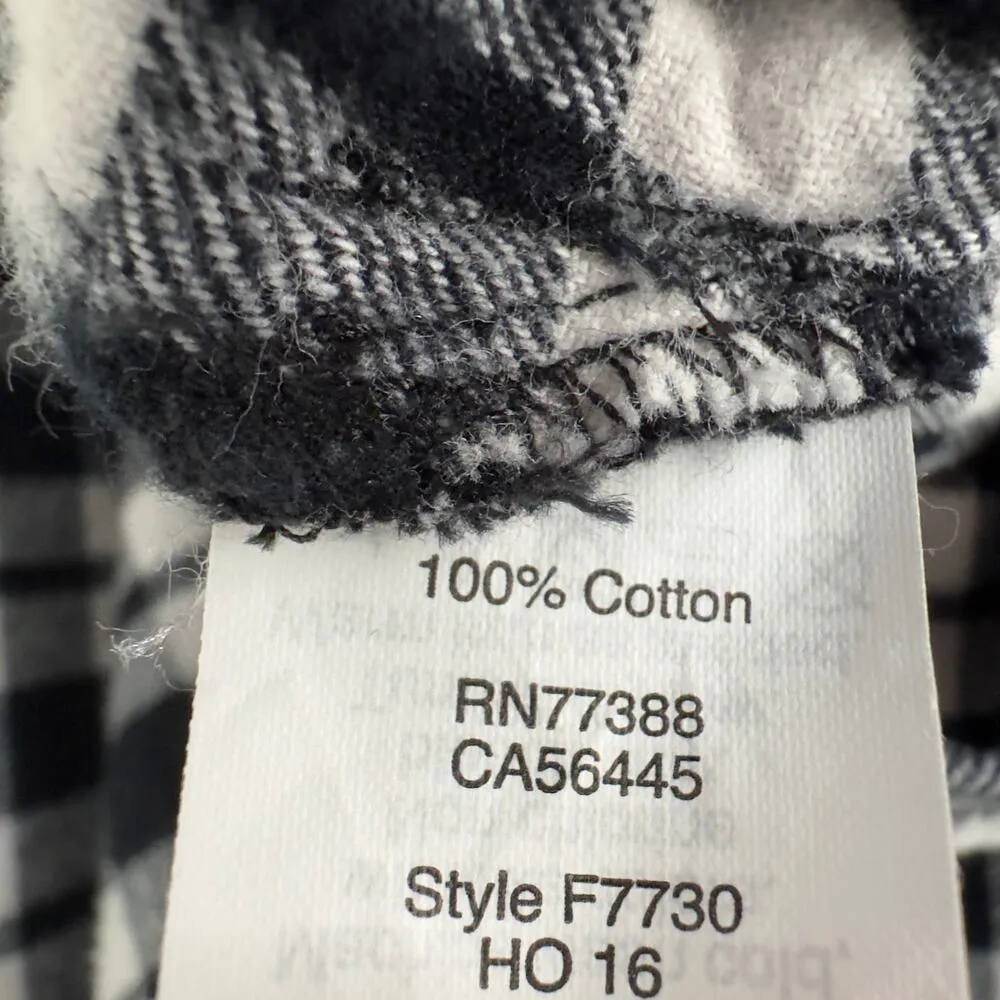 100% Cotton
RN77388
CA56445
Style F7730
HO 16